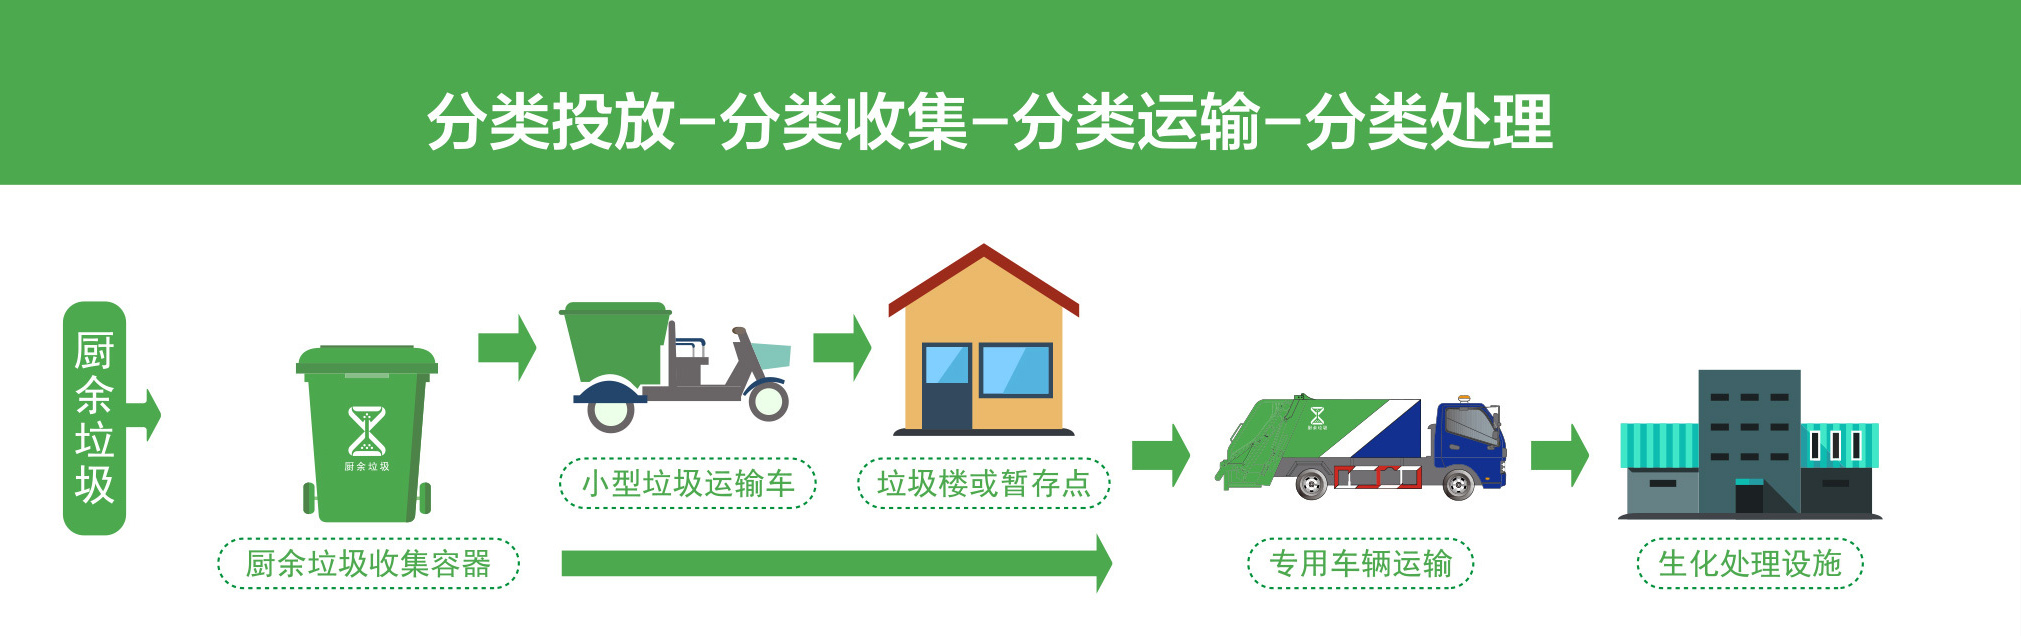 分类投放–分类收集–分类运输–分类处理
厨余垃圾
厨余垃圾
厨余垃圾收集容器
小型垃圾运输车
垃圾楼或暂存点
厨余垃圾
专用车辆运输
生化处理设施